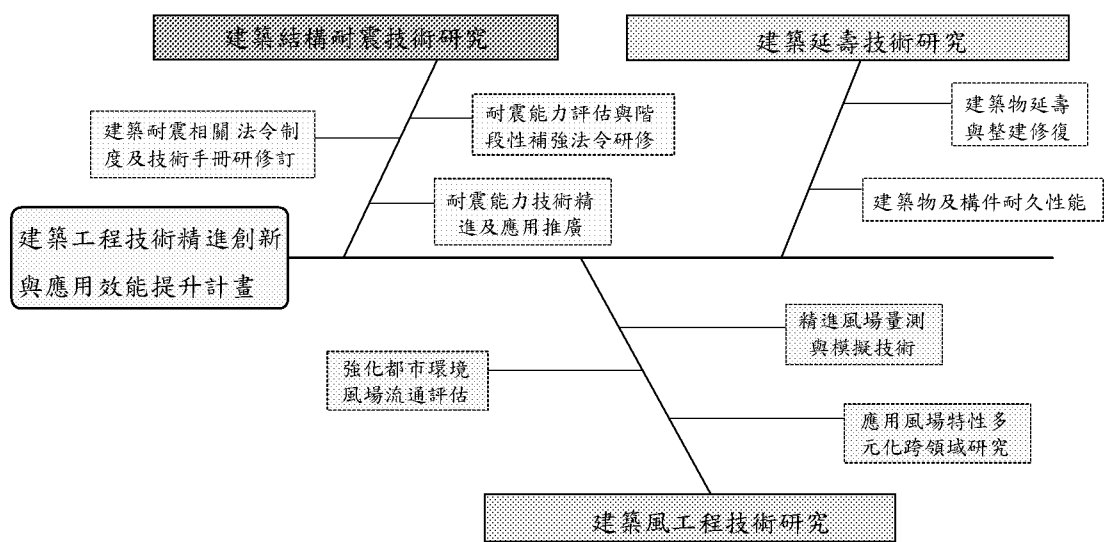 建築結構耐震技術研究
建築延壽技術研究
建築耐震相關法令制
度及技術手冊研修訂
耐震能力評估與階
段性補強法令研修
耐震能力技術精
進及應用推廣
建築物延壽
與整建修復
建築物及構件耐久性能
建築工程技術精進創新
與應用效能提升計畫
強化都市環境
風場流通評估
精進風場量測
與模擬技術
應用風場特性多
元化跨領域研究
建築風工程技術研究